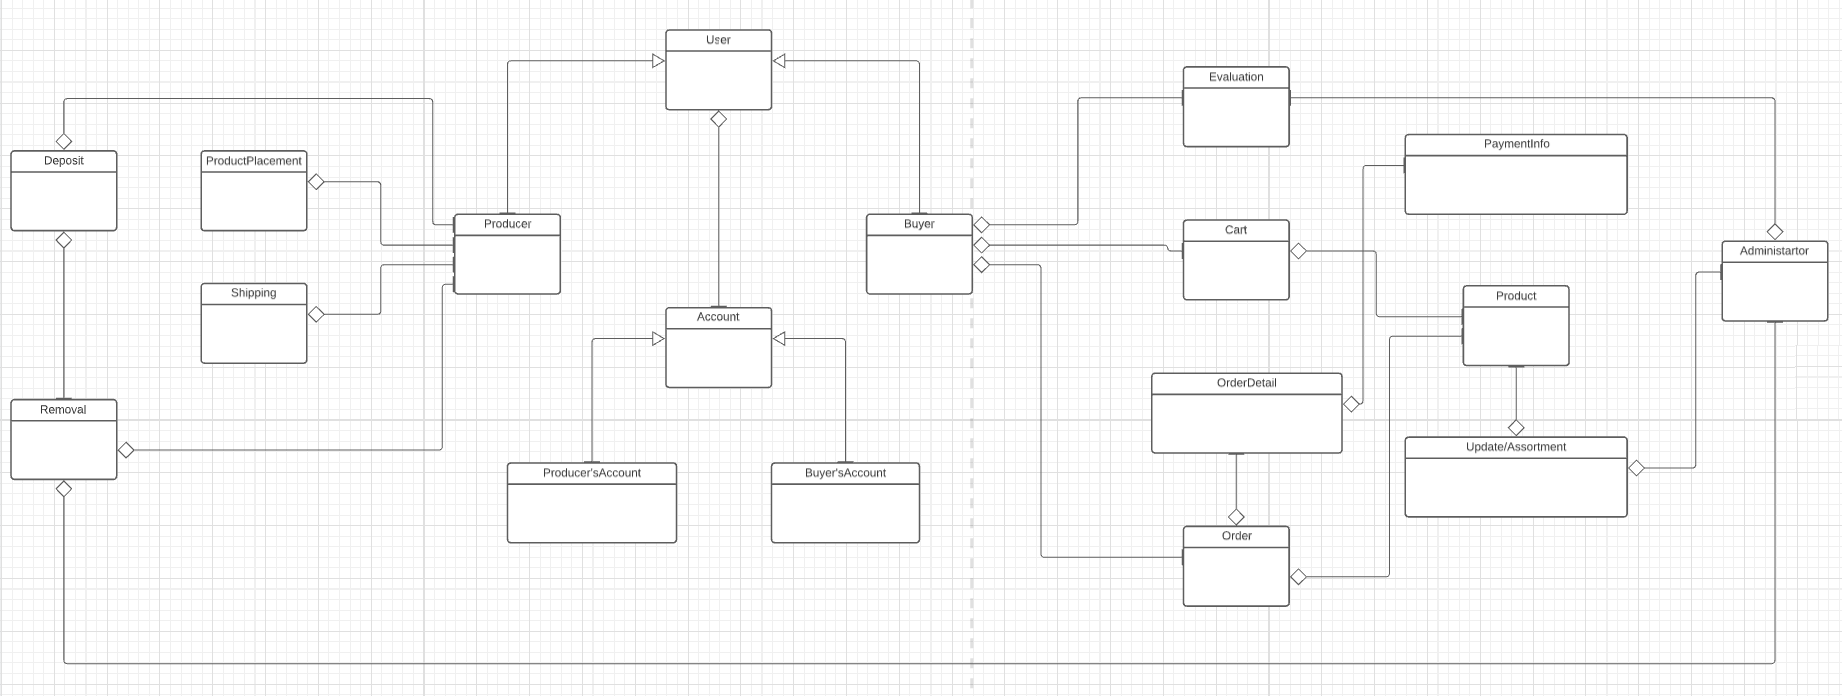 User
Evaluation
PaymentInfo
Deposit
ProductPlacement
Producer
Buyer
Cart
Administartor
Shipping
Product
Account
OrderDetail
Removal
Update/Assortment
Producer'sAccount
Buyer'sAccount
Order